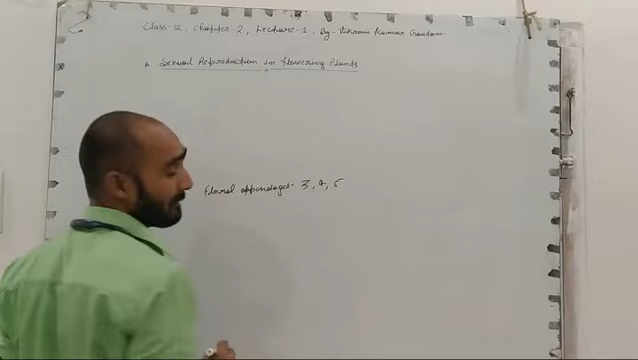 Class-12, Chapter-2, Lecture-1, By- Vikram Kumar Gautam
Sexual Reproduction in flowering Plants
Floral appendages- 3, 4, 5